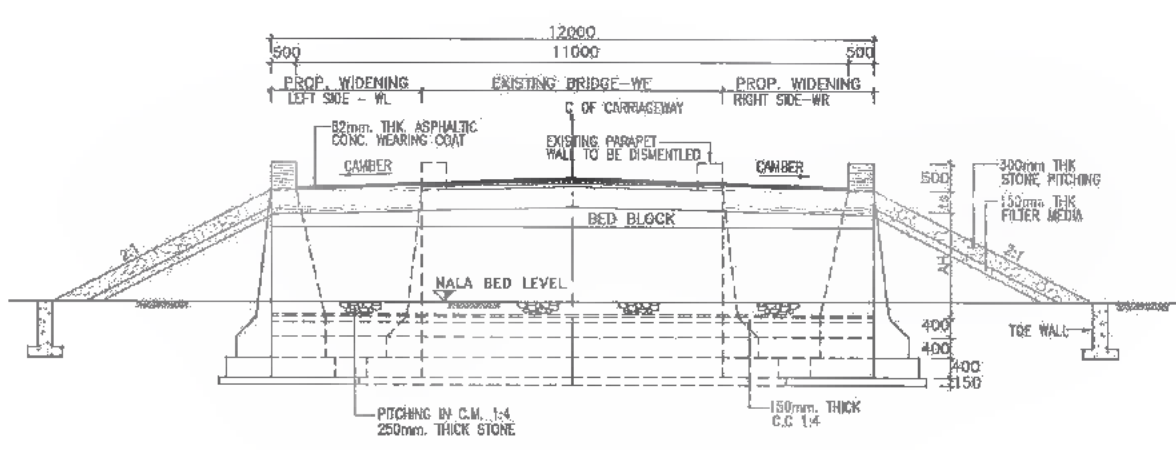 12000
500
11000
500
PROP. WIDENING
LEFT SIDE - WL
EXISTING BRIDGE-WE
PROP. WIDENING
RIGHT SIDE-WR
C OF CARRIAGEWAY
62mm. THK. ASPHALTIC
CONC. WEARING COAT
EXISTING PARAPET
WALL TO BE DISMENTLED
CAMBER
CAMBER
500
300mm THK
STONE PITCHING
150mm THK
FILTER MEDIA
BED BLOCK
2:1
2:1
AH
NALA BED LEVEL
400
400
400
150
TOE WALL
PITCHING IN C.M. 1:4
250mm. THICK STONE
150mm. THICK
C.C 1:4